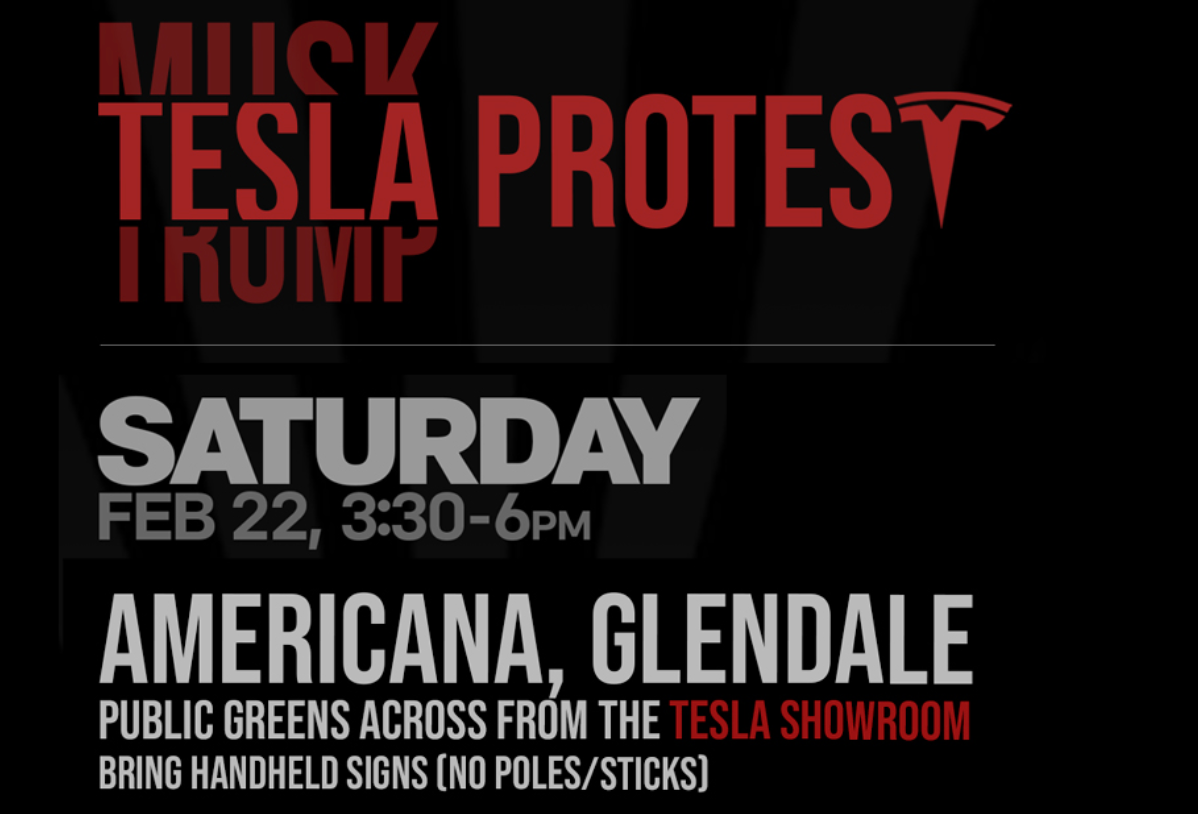 MUSK
TESLA PROTEST
TRUMP
SATURDAY
FEB 22, 3:30-6PM
AMERICANA, GLENDALE
PUBLIC GREENS ACROSS FROM THE TESLA SHOWROOM
BRING HANDHELD SIGNS (NO POLES/STICKS)